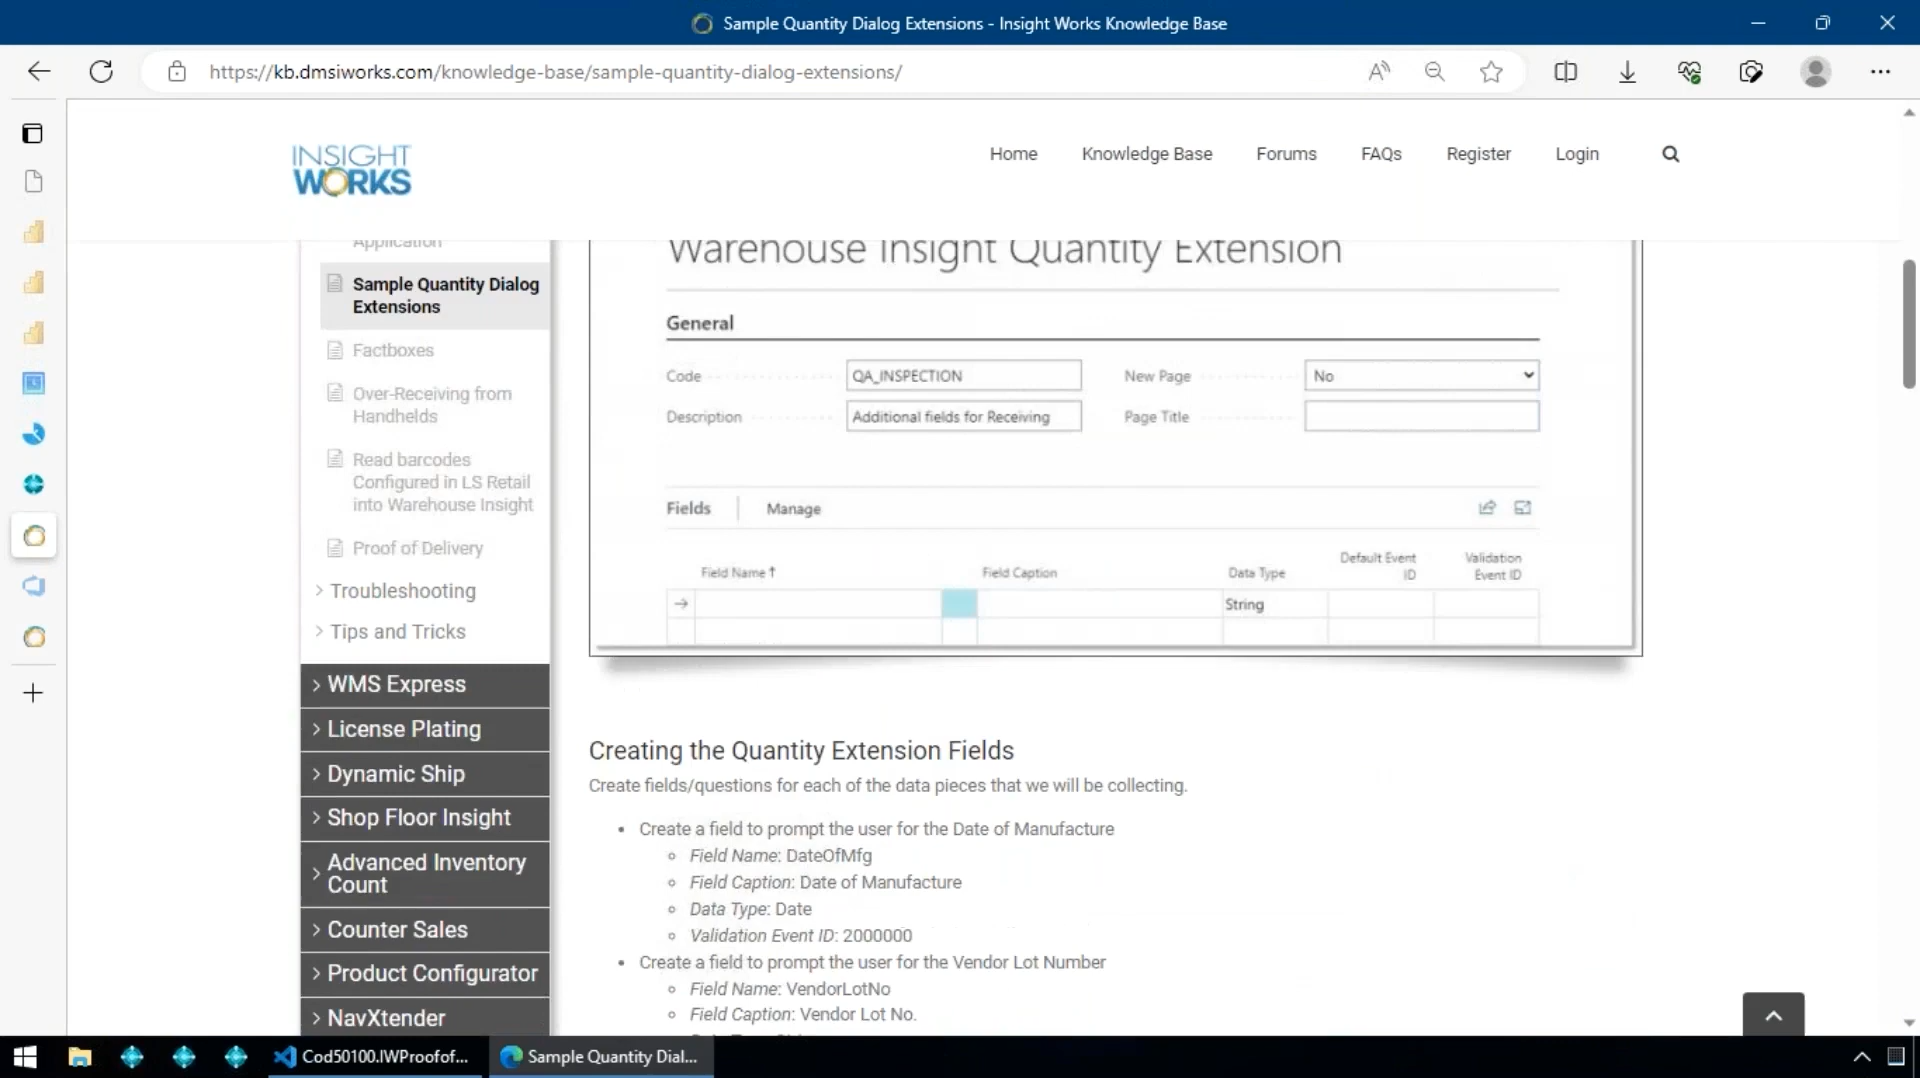 Sample Quantity Dialog Extensions - Insight Works Knowledge Base
https://kb.dmsiworks.com/knowledge-base/sample-quantity-dialog-extensions/
INSIGHT
WORKS
Home
Knowledge Base
Forums
FAQs
Register
Login
Application
Sample Quantity Dialog
Extensions
Factboxes
Over-Receiving from
Handhelds
Read barcodes
Configured in LS Retail
into Warehouse Insight
Proof of Delivery
Troubleshooting
Tips and Tricks
WMS Express
License Plating
Dynamic Ship
Shop Floor Insight
Advanced Inventory
Count
Counter Sales
Product Configurator
NavXtender
Warehouse Insight Quantity Extension
General
Code QA_INSPECTION New Page No
Description Additional fields for Receiving Page Title
Fields Manage
Field Name ↑ Field Caption Data Type Default Event ID Validation Event ID
→ String
Creating the Quantity Extension Fields
Create fields/questions for each of the data pieces that we will be collecting.
• Create a field to prompt the user for the Date of Manufacture
Field Name: DateOfMfg
Field Caption: Date of Manufacture
Data Type: Date
Validation Event ID: 2000000
• Create a field to prompt the user for the Vendor Lot Number
Field Name: VendorLotNo
Field Caption: Vendor Lot No.
Cod50100.IWProofof...
Sample Quantity Dial...